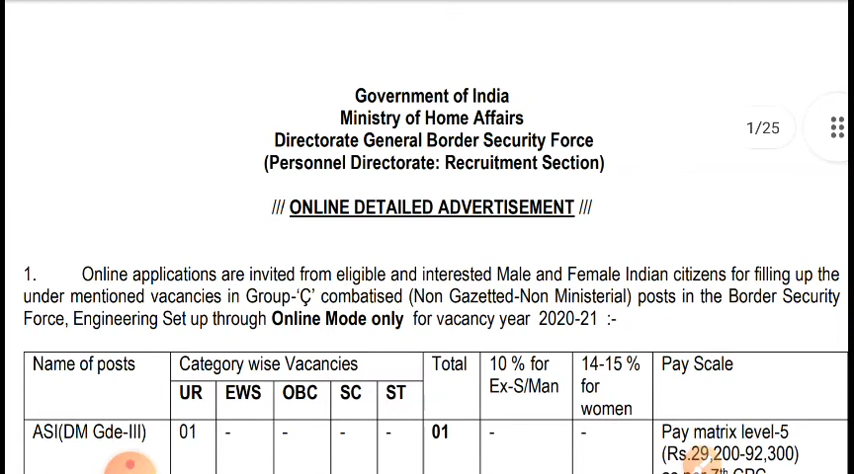 Government of India
Ministry of Home Affairs
Directorate General Border Security Force
(Personnel Directorate: Recruitment Section)
1/25
/// ONLINE DETAILED ADVERTISEMENT ///
1. Online applications are invited from eligible and interested Male and Female Indian citizens for filling up the
under mentioned vacancies in Group-‘Ç’ combatised (Non Gazetted-Non Ministerial) posts in the Border Security
Force, Engineering Set up through Online Mode only for vacancy year 2020-21 :-
Name of posts Category wise Vacancies Total 10 % for 14-15 % Pay Scale
UR EWS OBC SC ST Ex-S/Man for
women
ASI(DM Gde-III) 01 - - - - 01 - - Pay matrix level-5
(Rs.29,200-92,300)
as per 7th CPC